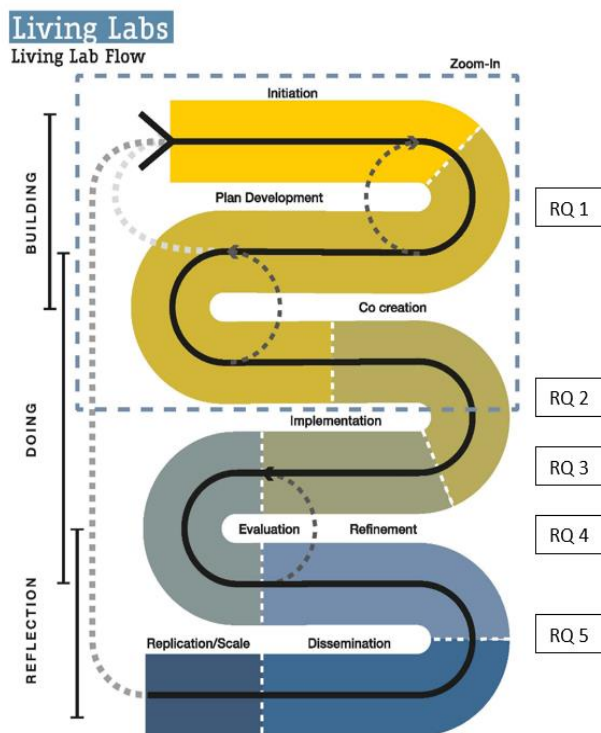 Living Labs
Living Lab Flow
Zoom-In
Initiation
BUILDING
Plan Development
RQ 1
Co creation
DOING
RQ 2
Implementation
RQ 3
Evaluation
Refinement
RQ 4
REFLECTION
Replication/Scale
Dissemination
RQ 5